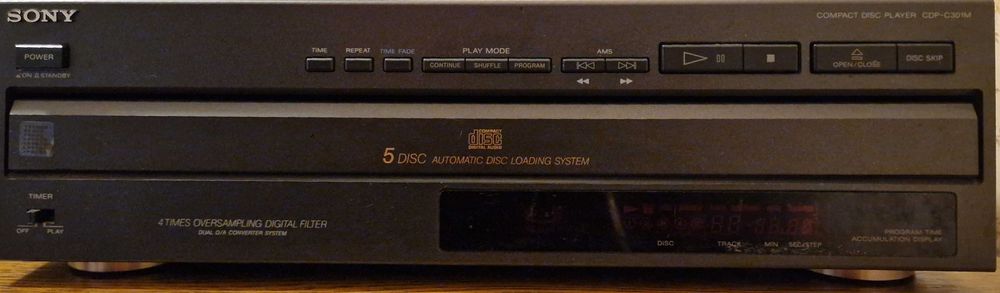 SONY
COMPACT DISC PLAYER CDP-C301M
POWER
ON STANDBY
TIME
REPEAT
TIME FADE
PLAY MODE
CONTINUE
SHUFFLE
PROGRAM
AMS
OPEN/CLOSE
DISC SKIP
COMPACT
disc
DIGITAL AUDIO
5 DISC AUTOMATIC DISC LOADING SYSTEM
TIMER
OFF PLAY
4 TIMES OVERSAMPLING DIGITAL FILTER
DUAL D/A CONVERTER SYSTEM
DISC TRACK MIN SEC/STEP
PROGRAM TIME
ACCUMULATION DISPLAY